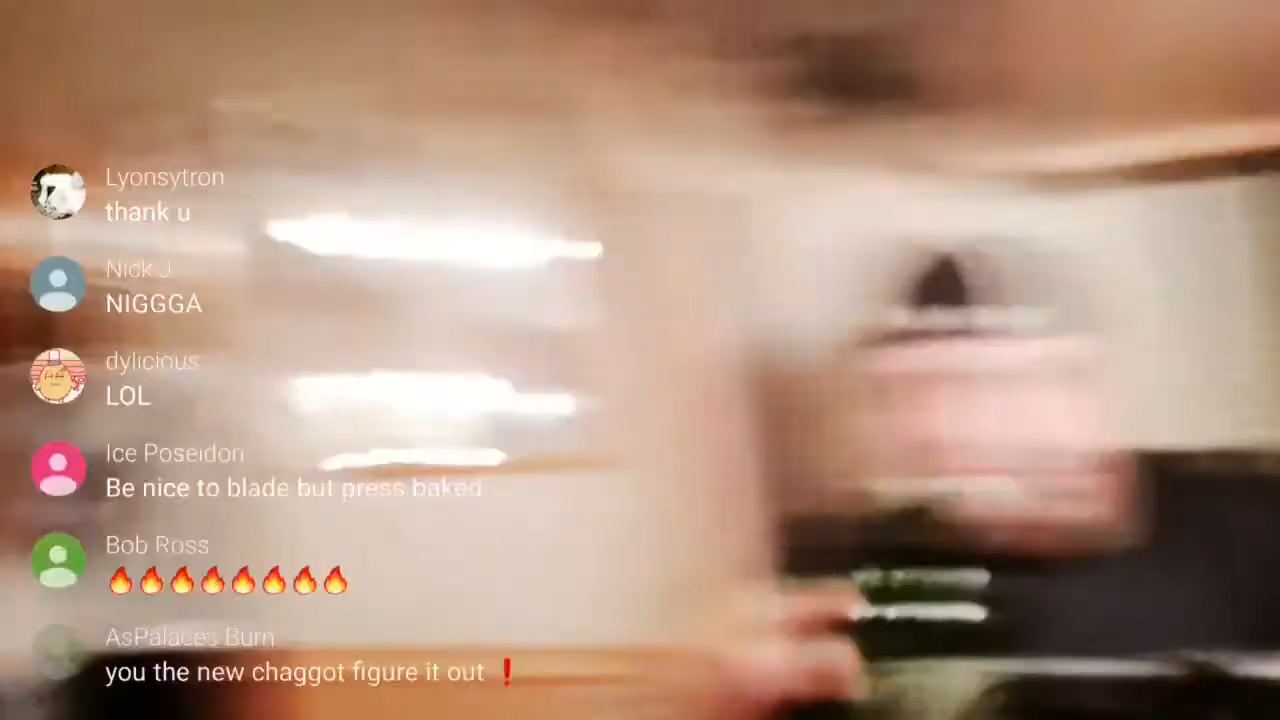 Lyonsytron
thank u
Nick J
NIGGGA
dylicious
LOL
Ice Poseidon
Be nice to blade but press baked
Bob Ross
🔥🔥🔥🔥🔥🔥🔥🔥
AsPalaces Burn
you the new chaggot figure it out ❗